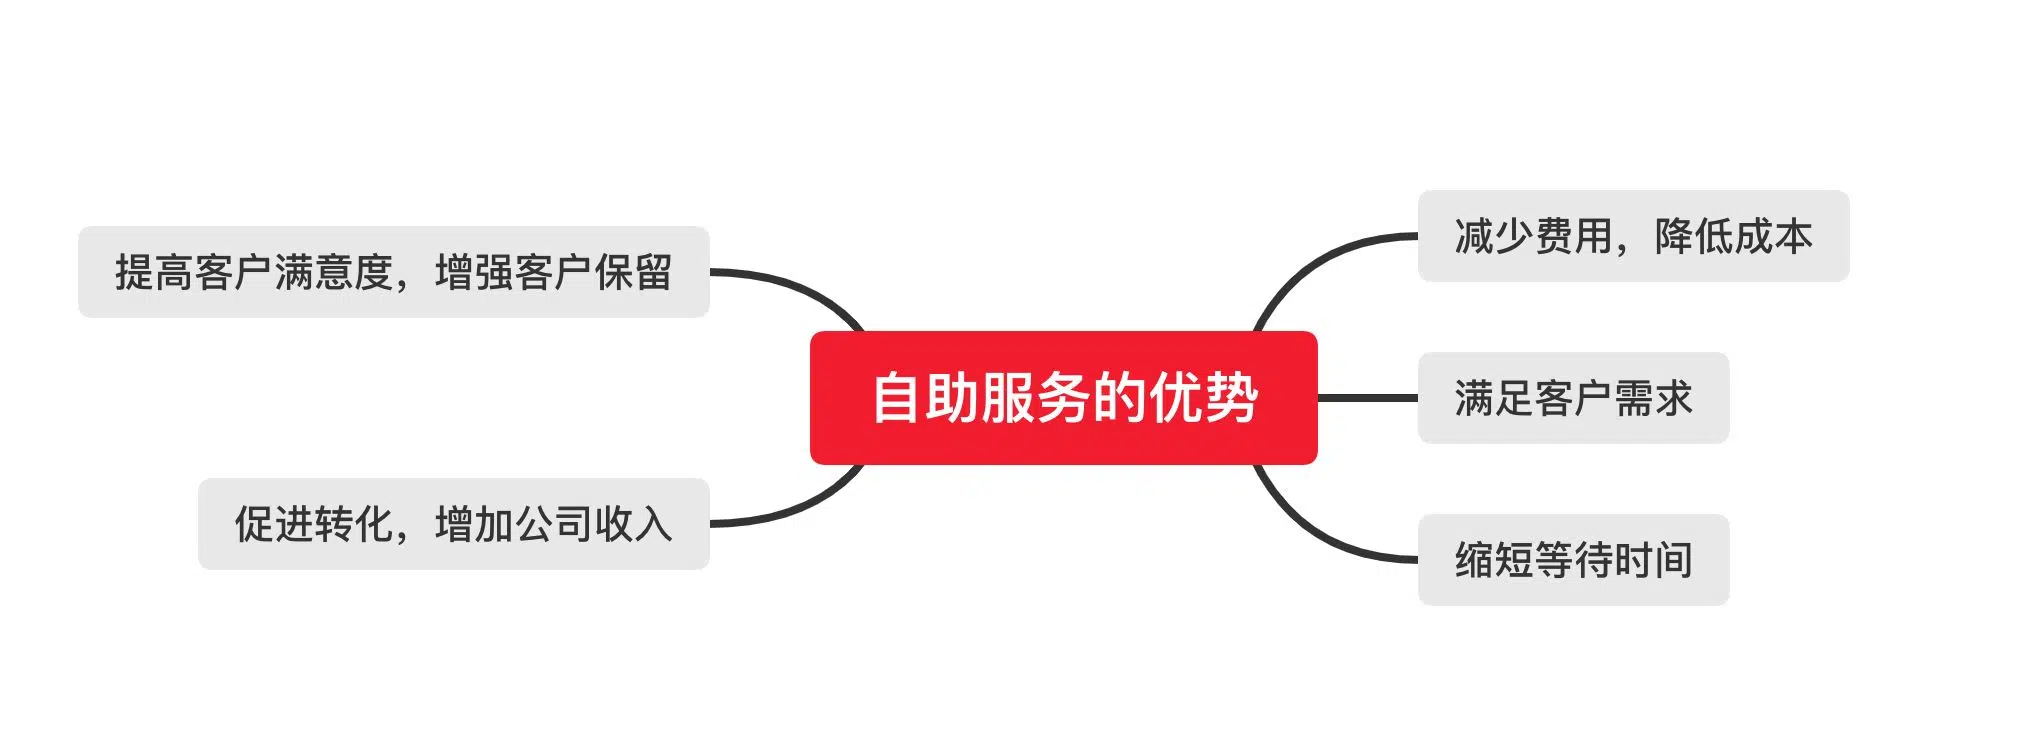 自助服务的优势
减少费用，降低成本
满足客户需求
缩短等待时间
提高客户满意度，增强客户保留
促进转化，增加公司收入